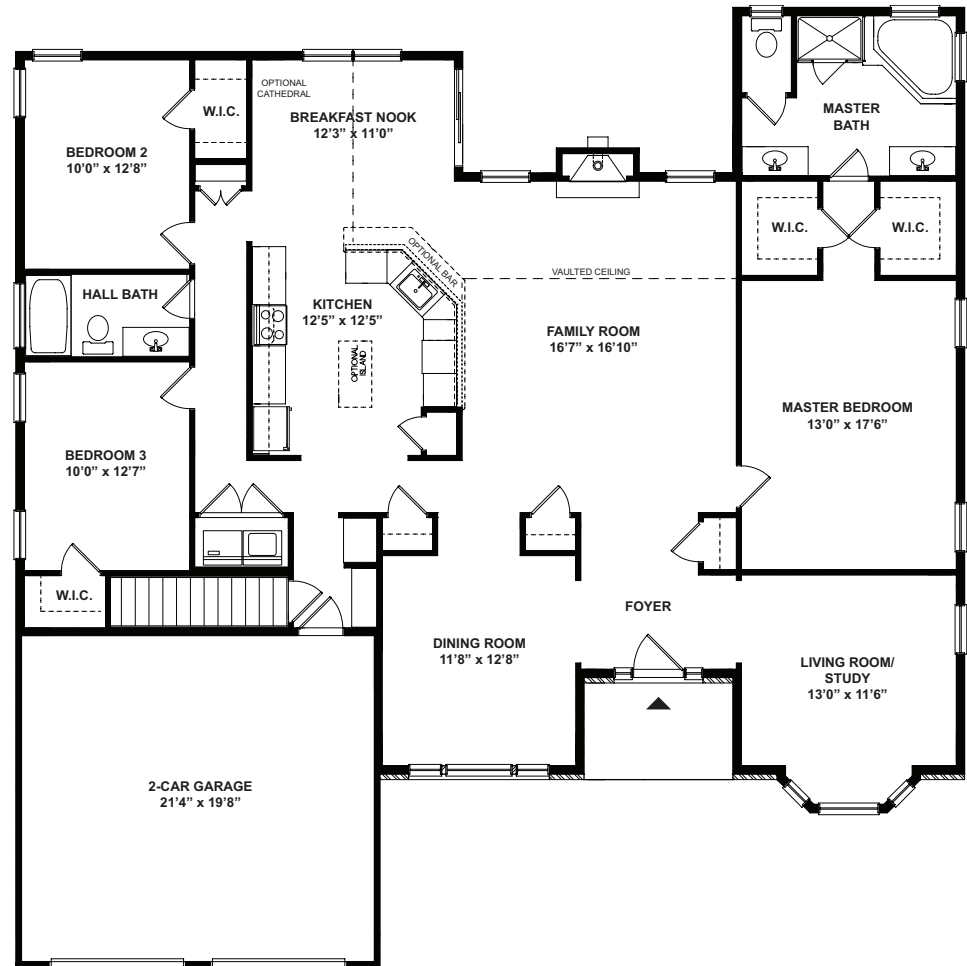 OPTIONAL
CATHEDRAL
BREAKFAST NOOK
12’3” x 11’0”
W.I.C.
BEDROOM 2
10’0” x 12’8”
MASTER
BATH
W.I.C.
W.I.C.
OPTIONAL BAR
VAULTED CEILING
HALL BATH
KITCHEN
12’5” x 12’5”
FAMILY ROOM
16’7” x 16’10”
OPTIONAL
ISLAND
MASTER BEDROOM
13’0” x 17’6”
BEDROOM 3
10’0” x 12’7”
W.I.C.
FOYER
DINING ROOM
11’8” x 12’8”
LIVING ROOM/
STUDY
13’0” x 11’6”
2-CAR GARAGE
21’4” x 19’8”